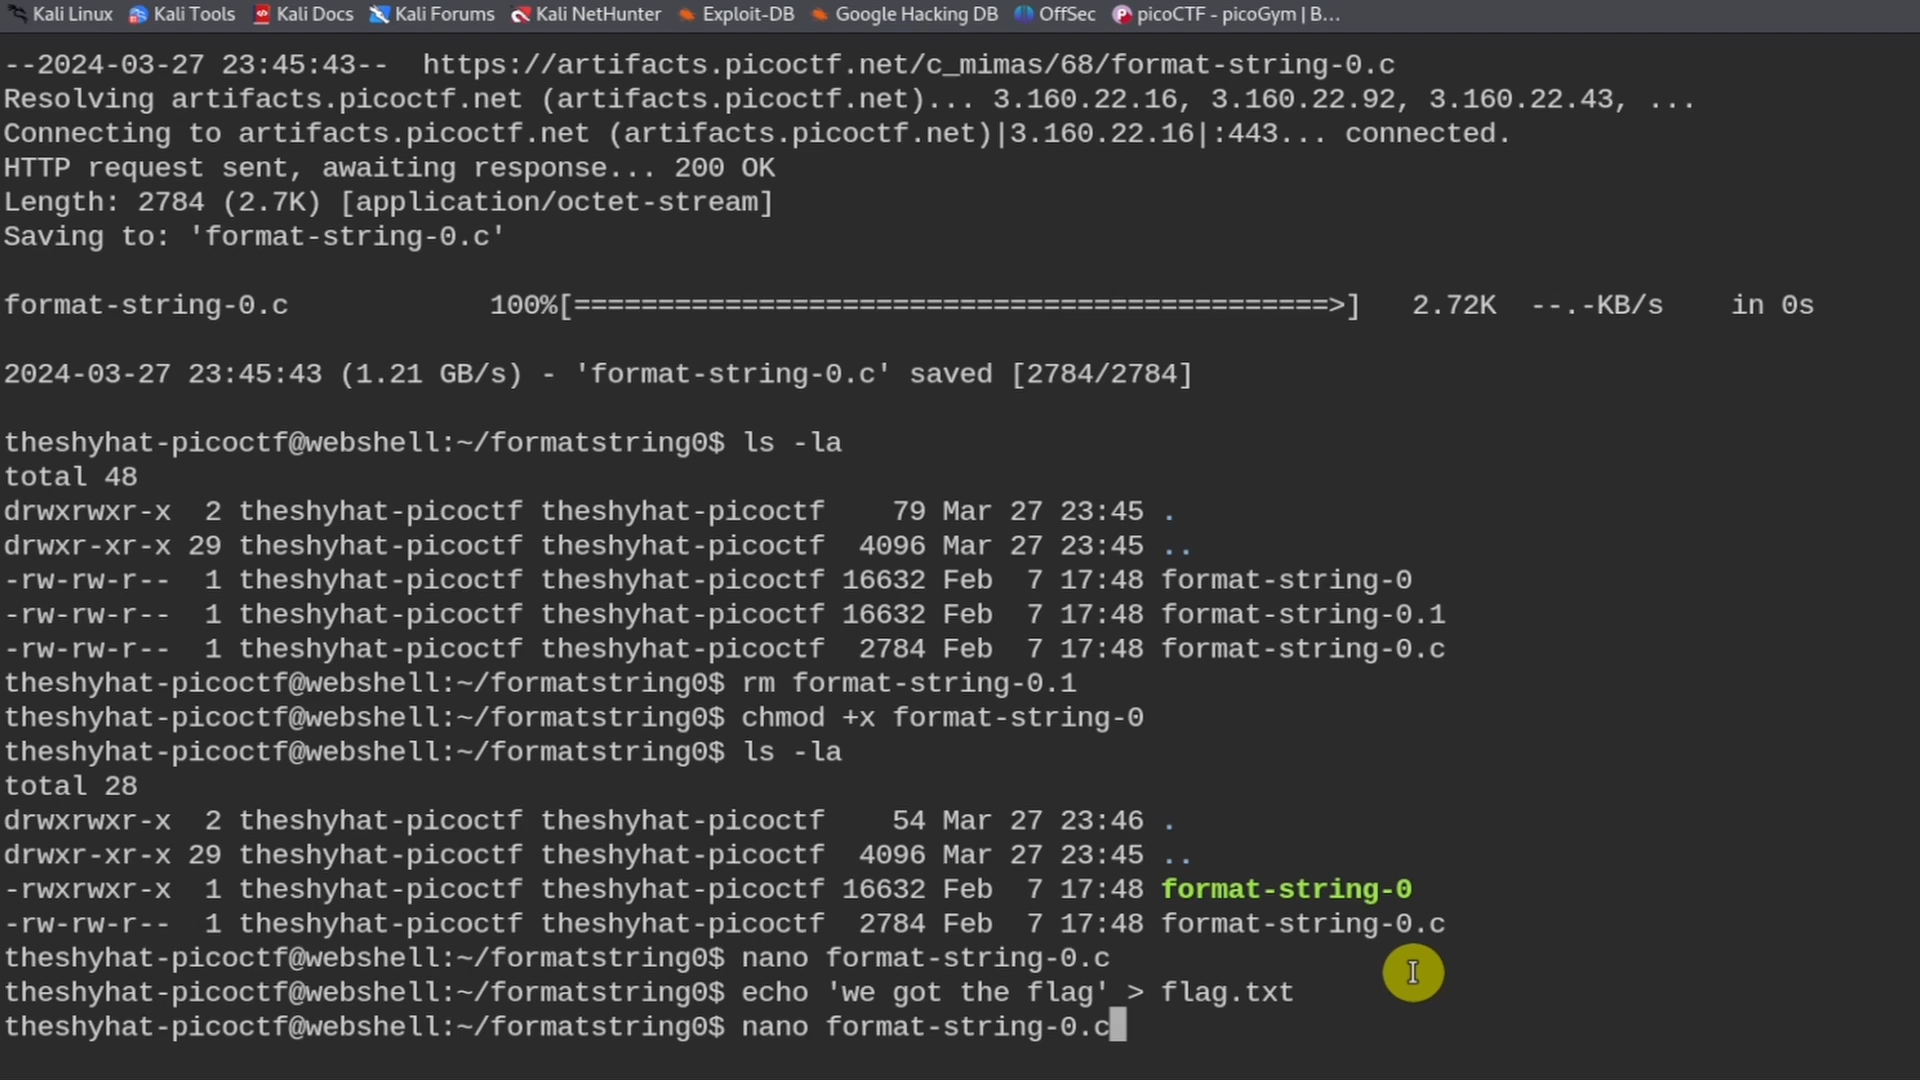 Kali Linux Kali Tools Kali Docs Kali Forums Kali NetHunter Exploit-DB Google Hacking DB OffSec picoCTF - picoGym | B...
--2024-03-27 23:45:43--  https://artifacts.picoctf.net/c_mimas/68/format-string-0.c
Resolving artifacts.picoctf.net (artifacts.picoctf.net)... 3.160.22.16, 3.160.22.92, 3.160.22.43, ...
Connecting to artifacts.picoctf.net (artifacts.picoctf.net)|3.160.22.16|:443... connected.
HTTP request sent, awaiting response... 200 OK
Length: 2784 (2.7K) [application/octet-stream]
Saving to: 'format-string-0.c'
format-string-0.c            100%[=============================================>]   2.72K  --.-KB/s    in 0s
2024-03-27 23:45:43 (1.21 GB/s) - 'format-string-0.c' saved [2784/2784]
theshyhat-picoctf@webshell:~/formatstring0$ ls -la
total 48
drwxrwxr-x  2 theshyhat-picoctf theshyhat-picoctf    79 Mar 27 23:45 .
drwxr-xr-x 29 theshyhat-picoctf theshyhat-picoctf  4096 Mar 27 23:45 ..
-rw-rw-r--  1 theshyhat-picoctf theshyhat-picoctf 16632 Feb  7 17:48 format-string-0
-rw-rw-r--  1 theshyhat-picoctf theshyhat-picoctf 16632 Feb  7 17:48 format-string-0.1
-rw-rw-r--  1 theshyhat-picoctf theshyhat-picoctf  2784 Feb  7 17:48 format-string-0.c
theshyhat-picoctf@webshell:~/formatstring0$ rm format-string-0.1
theshyhat-picoctf@webshell:~/formatstring0$ chmod +x format-string-0
theshyhat-picoctf@webshell:~/formatstring0$ ls -la
total 28
drwxrwxr-x  2 theshyhat-picoctf theshyhat-picoctf    54 Mar 27 23:46 .
drwxr-xr-x 29 theshyhat-picoctf theshyhat-picoctf  4096 Mar 27 23:45 ..
-rwxrwxr-x  1 theshyhat-picoctf theshyhat-picoctf 16632 Feb  7 17:48 format-string-0
-rw-rw-r--  1 theshyhat-picoctf theshyhat-picoctf  2784 Feb  7 17:48 format-string-0.c
theshyhat-picoctf@webshell:~/formatstring0$ nano format-string-0.c
theshyhat-picoctf@webshell:~/formatstring0$ echo 'we got the flag' > flag.txt
theshyhat-picoctf@webshell:~/formatstring0$ nano format-string-0.c